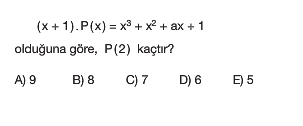 (x + 1).P(x) = x³ + x² + ax + 1
olduğuna göre, P(2) kaçtır?
A) 9 B) 8 C) 7 D) 6 E) 5